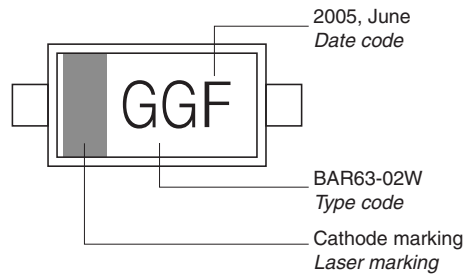 2005, June
Date code
GGF
BAR63-02W
Type code
Cathode marking
Laser marking